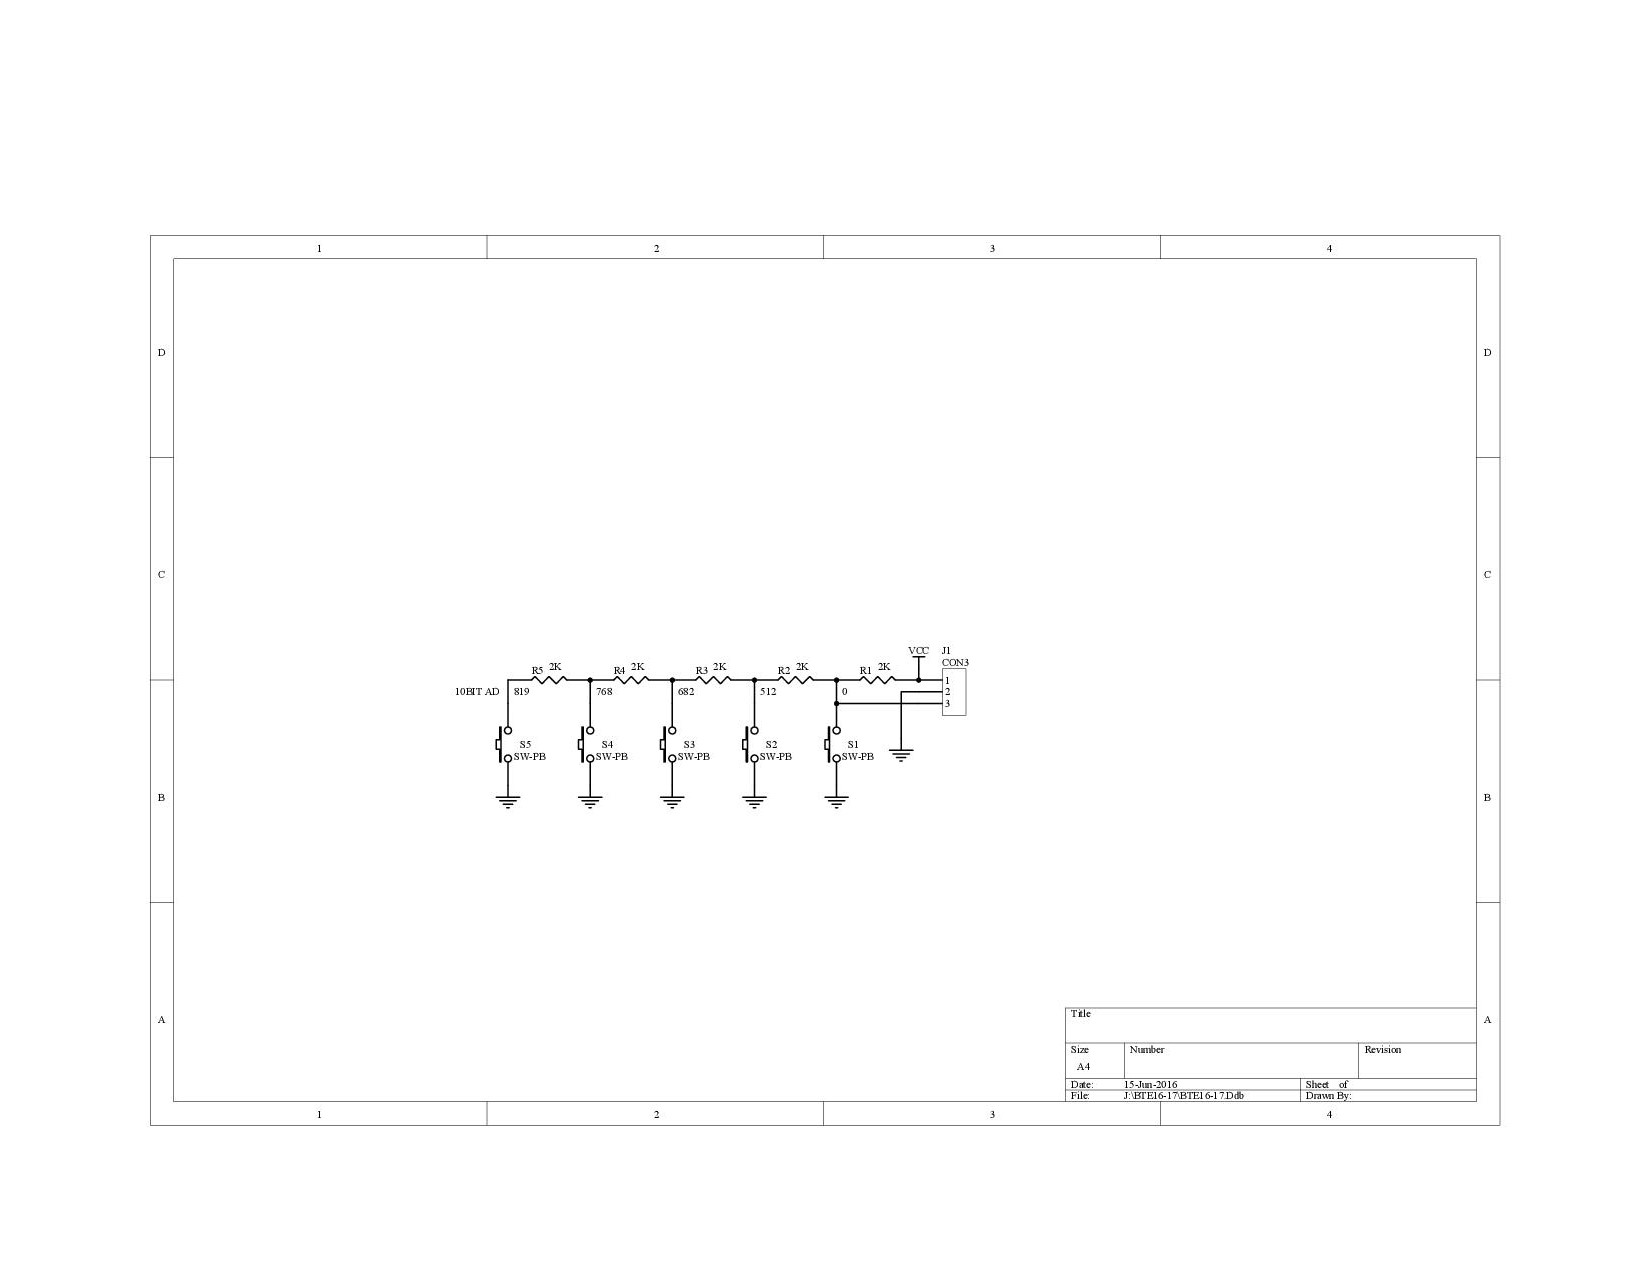 1 2 3 4
D D
C C
VCC J1
CON3
R5 2K R4 2K R3 2K R2 2K R1 2K
1
10BIT AD 819 768 682 512 0 2
3
S5 S4 S3 S2 S1
SW-PB SW-PB SW-PB SW-PB SW-PB
B B
A A
Title
Size Number Revision
A4
Date: 15-Jun-2016 Sheet of
File: J:\BTE16-17\BTE16-17.Ddb Drawn By:
1 2 3 4